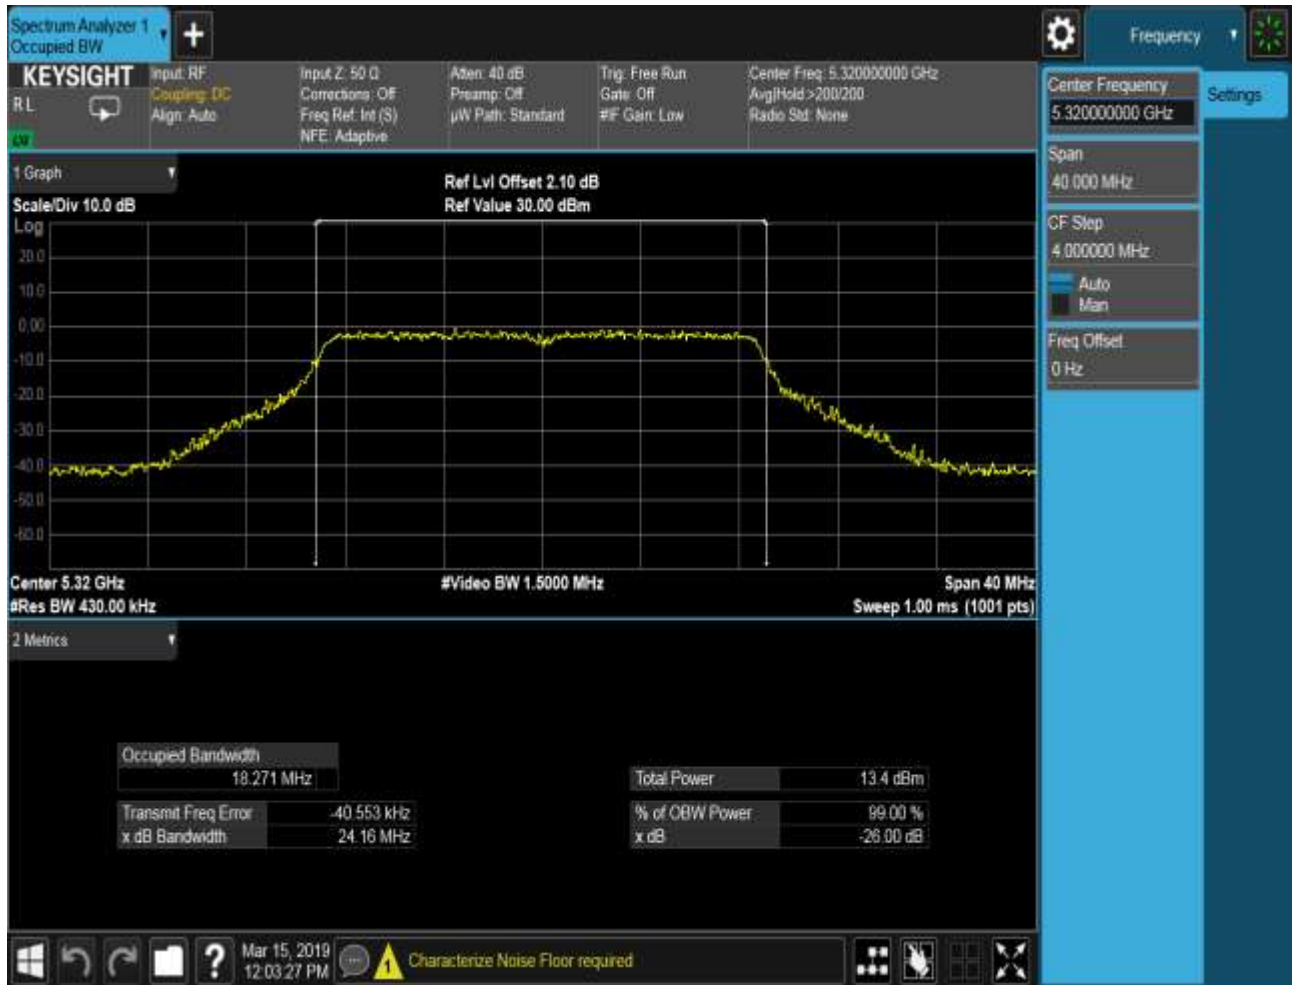 Spectrum Analyzer 1
Occupied BW
Frequency
KEYSIGHT
R L
Input: RF
Coupling: DC
Align: Auto
Input Z: 50 Ω
Corrections: Off
Freq Ref: Int (S)
NFE: Adaptive
Atten: 40 dB
Preamp: Off
µW Path: Standard
Trig: Free Run
Gate: Off
#IF Gain: Low
Center Freq: 5.320000000 GHz
Avg|Hold:>200/200
Radio Std: None
Center Frequency
5.320000000 GHz
Settings
Span
40.000 MHz
CF Step
4.000000 MHz
Auto
Man
Freq Offset
0 Hz
1 Graph
Scale/Div 10.0 dB
Ref Lvl Offset 2.10 dB
Ref Value 30.00 dBm
Log
20.0
10.0
0.00
-10.0
-20.0
-30.0
-40.0
-50.0
-60.0
Center 5.32 GHz
#Video BW 1.5000 MHz
Span 40 MHz
#Res BW 430.00 kHz
Sweep 1.00 ms (1001 pts)
2 Metrics
Occupied Bandwidth
18.271 MHz
Total Power 13.4 dBm
Transmit Freq Error -40.553 kHz
% of OBW Power 99.00 %
x dB Bandwidth 24.16 MHz
x dB -26.00 dB
?
Mar 15, 2019
12:03:27 PM
1
Characterize Noise Floor required